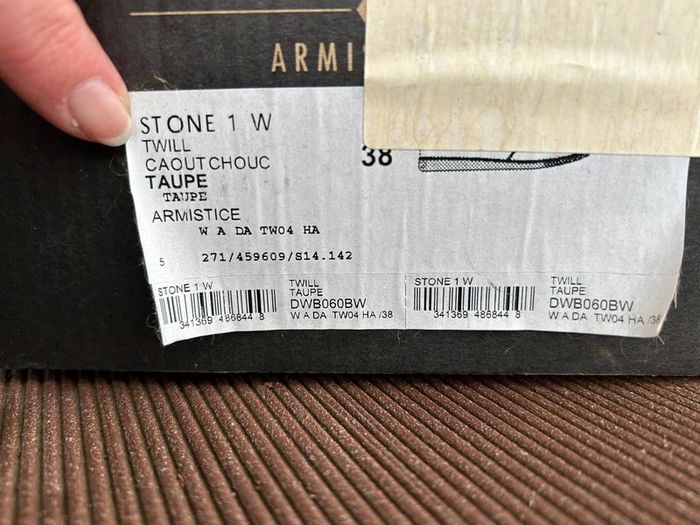 ARMI
STONE 1 W
TWILL
CAOUTCHOUC
38
TAUPE
TAUPE
ARMISTICE
W A DA TW04 HA
5 271/459609/S14.142
STONE 1 W
TWILL
TAUPE
DWB060BW
W A DA TW04 HA /38
341369 486844 8
STONE 1 W
TWILL
TAUPE
DWB060BW
W A DA TW04 HA /38
341369 486844 8